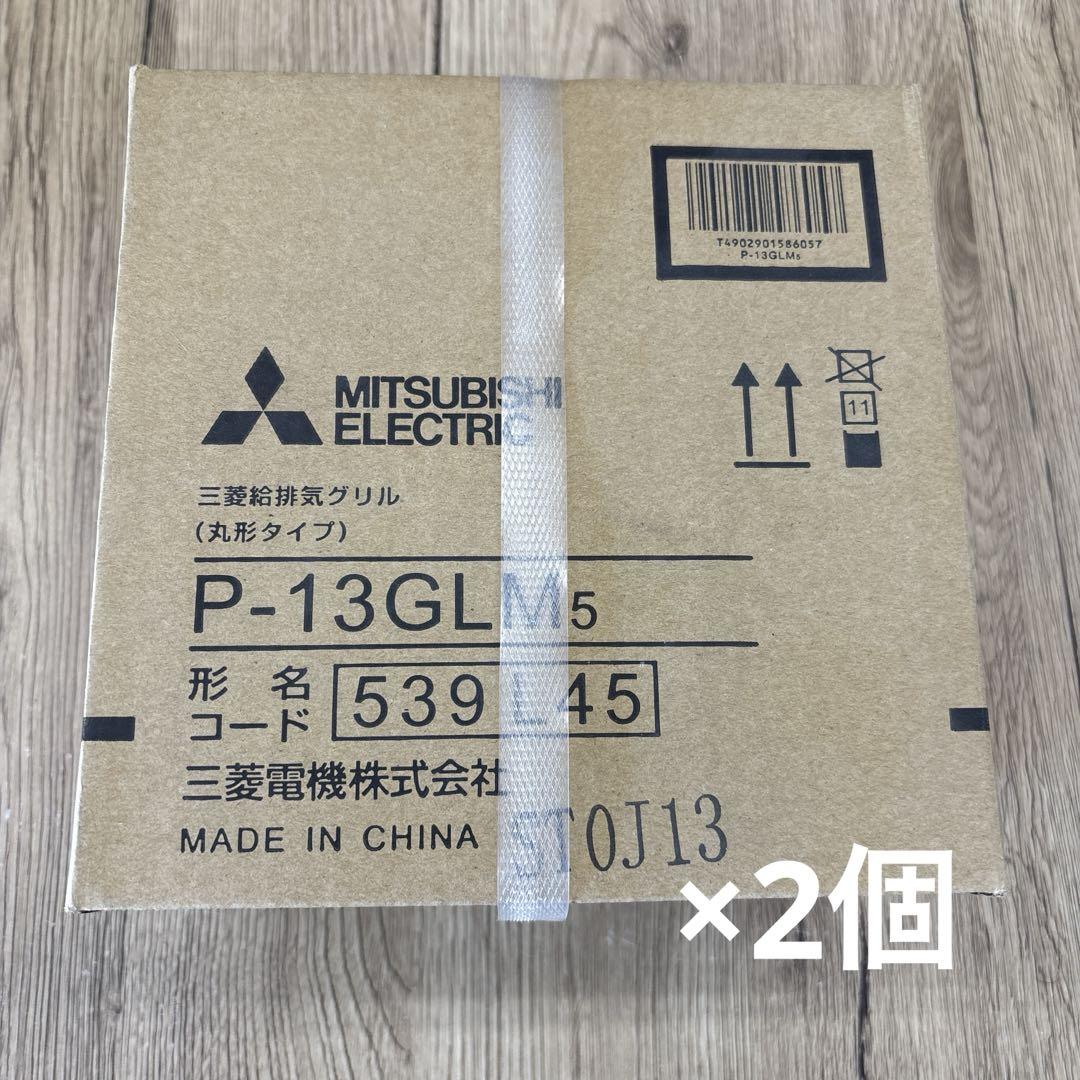 T4902901586057
P-13GLM5
MITSUBISHI
ELECTRIC
11
三菱給排気グリル
(丸形タイプ)
P-13GLM5
形名
コード
539 L45
三菱電機株式会社
MADE IN CHINA
ST0J13
×2個